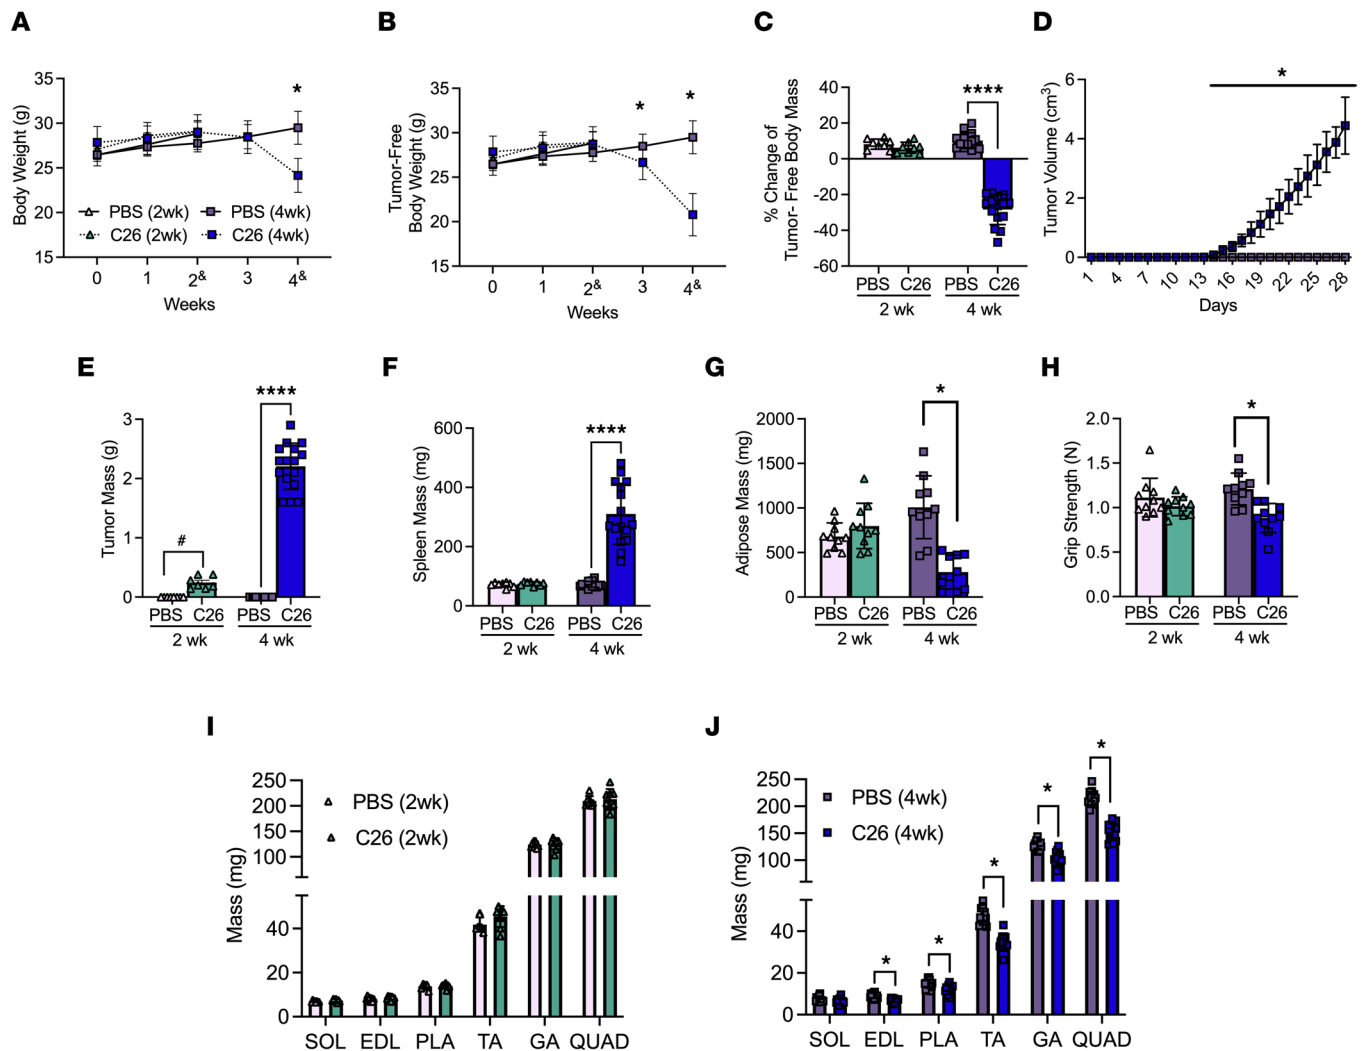 A
Body Weight (g)
35
30
25
20
15
*
PBS (2wk)
PBS (4wk)
C26 (2wk)
C26 (4wk)
0
1
2&
3
4&
Weeks
B
Tumor-Free
Body Weight (g)
35
30
25
20
15
*
*
0
1
2&
3
4&
Weeks
C
% Change of
Tumor- Free Body Mass
40
20
0
-20
-40
-60
****
PBS C26
PBS C26
2 wk
4 wk
D
Tumor Volume (cm3)
6
4
2
0
*
1
4
7
10
13
16
19
22
25
28
Days
E
Tumor Mass (g)
3
2
1
0
#
****
PBS C26
PBS C26
2 wk
4 wk
F
Spleen Mass (mg)
600
400
200
0
****
PBS C26
PBS C26
2 wk
4 wk
G
Adipose Mass (mg)
2000
1500
1000
500
0
*
PBS C26
PBS C26
2 wk
4 wk
H
Grip Strength (N)
2.0
1.5
1.0
0.5
0.0
*
PBS C26
PBS C26
2 wk
4 wk
I
Mass (mg)
250
200
150
100
40
20
0
PBS (2wk)
C26 (2wk)
SOL EDL PLA TA GA QUAD
J
Mass (mg)
250
200
150
100
40
20
0
PBS (4wk)
C26 (4wk)
*
*
*
*
*
SOL EDL PLA TA GA QUAD